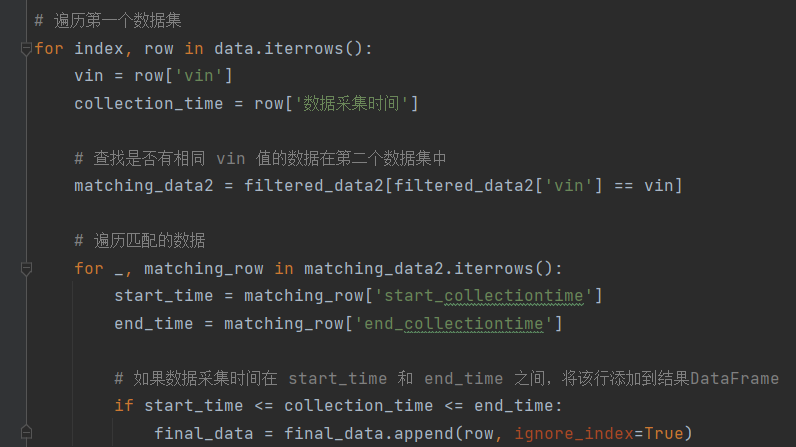 # 遍历第一个数据集
for index, row in data.iterrows():
    vin = row['vin']
    collection_time = row['数据采集时间']
    # 查找是否有相同 vin 值的数据在第二个数据集中
    matching_data2 = filtered_data2[filtered_data2['vin'] == vin]
    # 遍历匹配的数据
    for _, matching_row in matching_data2.iterrows():
        start_time = matching_row['start_collectiontime']
        end_time = matching_row['end_collectiontime']
        # 如果数据采集时间在 start_time 和 end_time 之间，将该行添加到结果DataFrame
        if start_time <= collection_time <= end_time:
            final_data = final_data.append(row, ignore_index=True)